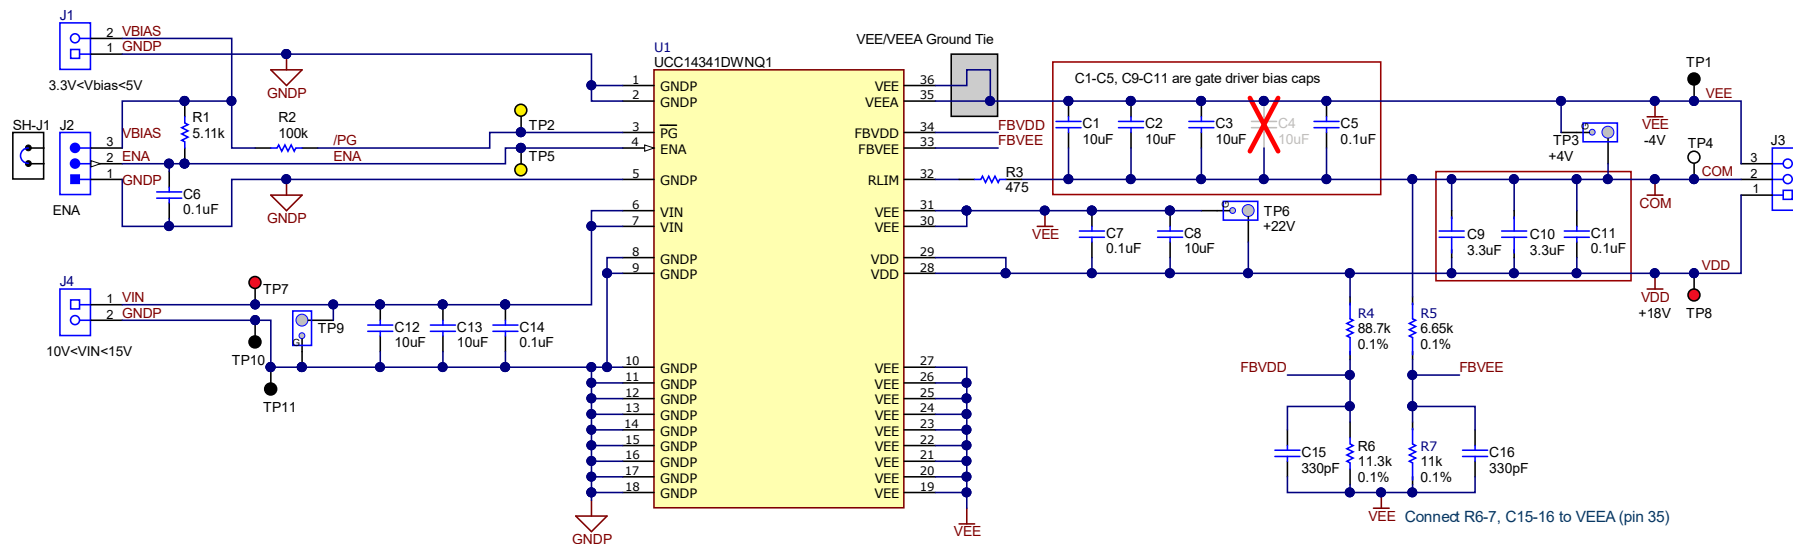 J1
2 VBIAS
1 GNDP
3.3V<Vbias<5V
GNDP
SH-J1
J2
3 VBIAS
2 ENA
1 GNDP
ENA
R1
5.11k
R2
100k
/PG
ENA
TP2
TP5
C6
0.1uF
GNDP
J4
1 VIN
2 GNDP
10V<VIN<15V
TP7
TP10
TP11
TP9
C12
10uF
C13
10uF
C14
0.1uF
GNDP
U1
UCC14341DWNQ1
1 GNDP
2 GNDP
3 PG
4 ENA
5 GNDP
6 VIN
7 VIN
8 GNDP
9 GNDP
10 GNDP
11 GNDP
12 GNDP
13 GNDP
14 GNDP
15 GNDP
16 GNDP
17 GNDP
18 GNDP
VEE 36
VEEA 35
FBVDD 34
FBVEE 33
RLIM 32
VEE 31
VEE 30
VDD 29
VDD 28
VEE 27
VEE 26
VEE 25
VEE 24
VEE 23
VEE 22
VEE 21
VEE 20
VEE 19
VEE
VEE/VEEA Ground Tie
FBVDD
FBVEE
R3
475
C1-C5, C9-C11 are gate driver bias caps
C1
10uF
C2
10uF
C3
10uF
C4
10uF
C5
0.1uF
VEE
C7
0.1uF
C8
10uF
TP6
+22V
TP3
+4V
VEE
-4V
TP1
VEE
TP4
COM
COM
J3
3
2
1
C9
3.3uF
C10
3.3uF
C11
0.1uF
VDD
VDD
+18V
TP8
R4
88.7k
0.1%
R5
6.65k
0.1%
FBVDD
FBVEE
C15
330pF
R6
11.3k
0.1%
R7
11k
0.1%
C16
330pF
VEE
Connect R6-7, C15-16 to VEEA (pin 35)